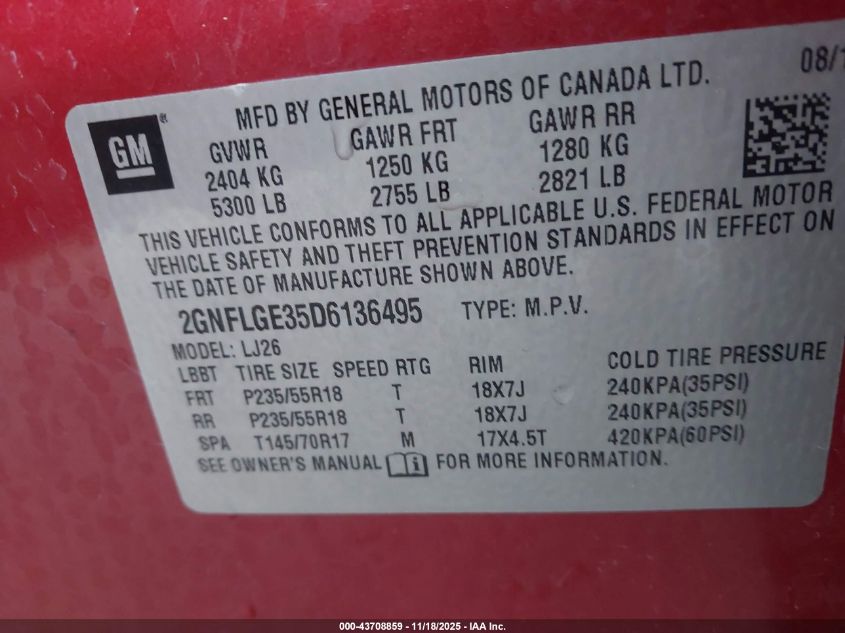 08/1
MFD BY GENERAL MOTORS OF CANADA LTD.
GM®
GVWR GAWR FRT GAWR RR
2404 KG 1250 KG 1280 KG
5300 LB 2755 LB 2821 LB
THIS VEHICLE CONFORMS TO ALL APPLICABLE U.S. FEDERAL MOTOR
VEHICLE SAFETY AND THEFT PREVENTION STANDARDS IN EFFECT ON
THE DATE OF MANUFACTURE SHOWN ABOVE.
2GNFLGE35D6136495 TYPE: M.P.V.
MODEL: LJ26
LBBT TIRE SIZE SPEED RTG RIM COLD TIRE PRESSURE
FRT P235/55R18 T 18X7J 240KPA(35PSI)
RR P235/55R18 T 18X7J 240KPA(35PSI)
SPA T145/70R17 M 17X4.5T 420KPA(60PSI)
SEE OWNER'S MANUAL FOR MORE INFORMATION.
000-43708859 - 11/18/2025 - IAA Inc.